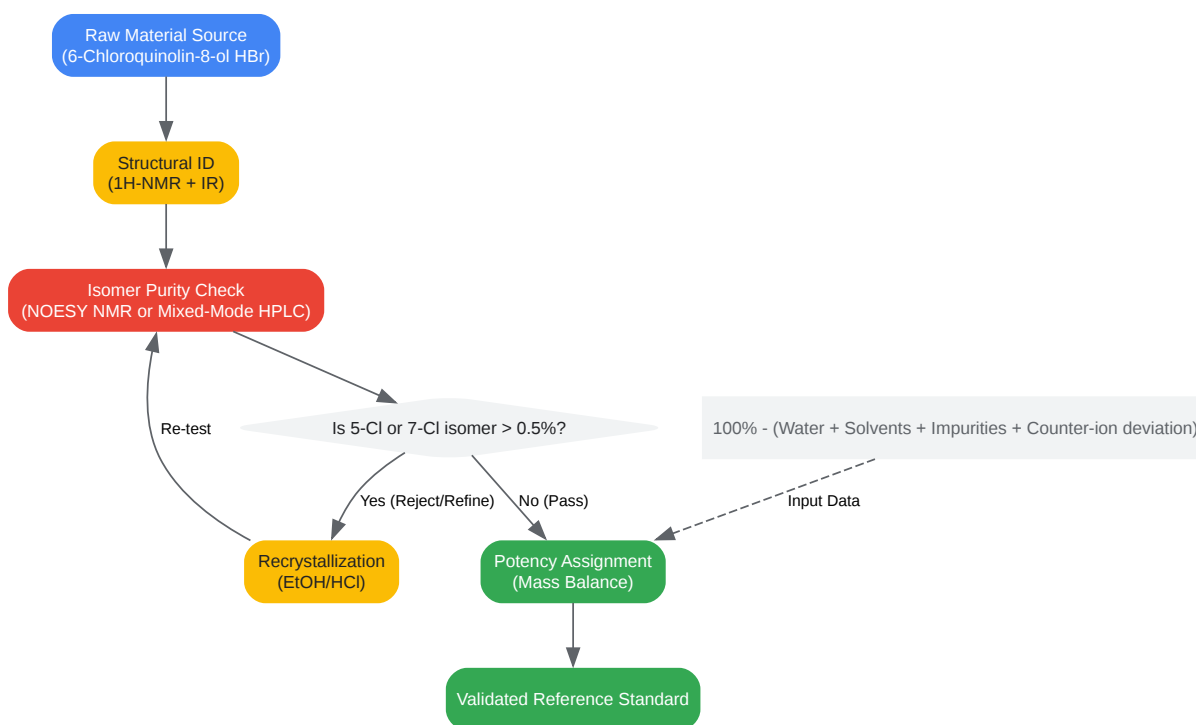 Raw Material Source
(6-Chloroquinolin-8-ol HBr)
Structural ID
(1H-NMR + IR)
Isomer Purity Check
(NOESY NMR or Mixed-Mode HPLC)
Re-test
Is 5-Cl or 7-Cl isomer > 0.5%?
100% - (Water + Solvents + Impurities + Counter-ion deviation)
Yes (Reject/Refine)
No (Pass)
Input Data
Recrystallization
(EtOH/HCl)
Potency Assignment
(Mass Balance)
Validated Reference Standard